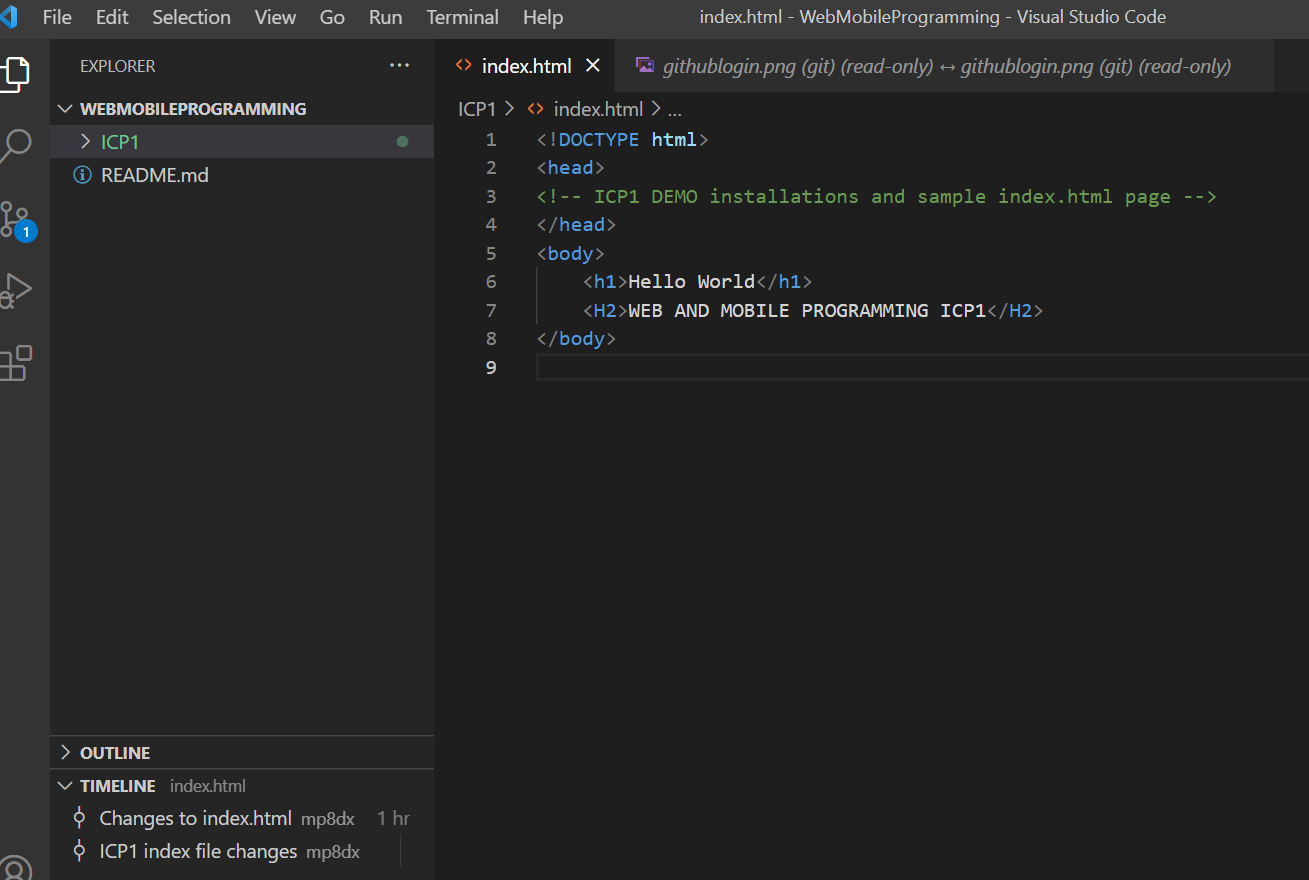 File Edit Selection View Go Run Terminal Help index.html - WebMobileProgramming - Visual Studio Code
EXPLORER ...
index.html × githublogin.png (git) (read-only) ↔ githublogin.png (git) (read-only)
WEBMOBILEPROGRAMMING
ICP1
README.md
1
ICP1 > index.html > ...
1 <!DOCTYPE html>
2 <head>
3 <!-- ICP1 DEMO installations and sample index.html page -->
4 </head>
5 <body>
6     <h1>Hello World</h1>
7     <H2>WEB AND MOBILE PROGRAMMING ICP1</H2>
8 </body>
9
OUTLINE
TIMELINE index.html
Changes to index.html mp8dx 1 hr
ICP1 index file changes mp8dx